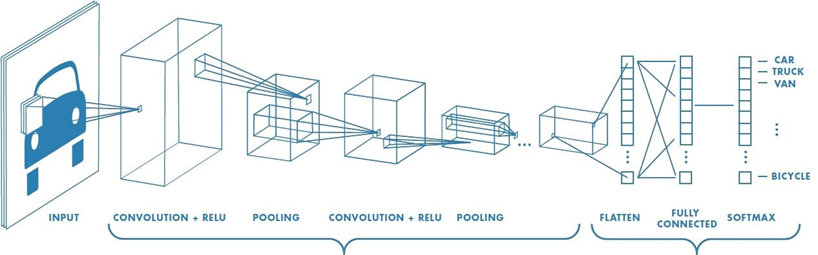 CAR
TRUCK
VAN
BICYCLE
INPUT
CONVOLUTION + RELU
POOLING
CONVOLUTION + RELU
POOLING
FLATTEN
FULLY
CONNECTED
SOFTMAX